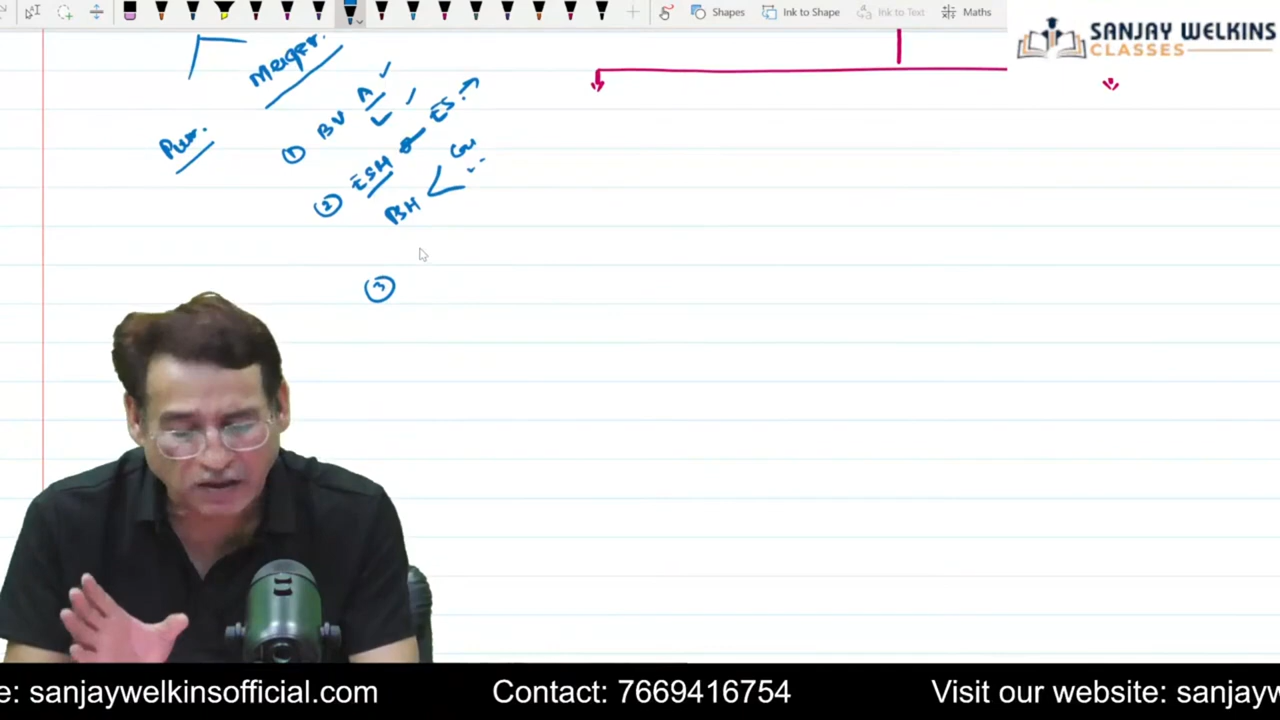 Shapes Ink to Shape Ink to Text Maths
SANJAY WELKINS
CLASSES
Merger.
Pur.
① BV A
ES.
② ESH
BH
③
e: sanjaywelkinsofficial.com Contact: 7669416754 Visit our website: sanjayw